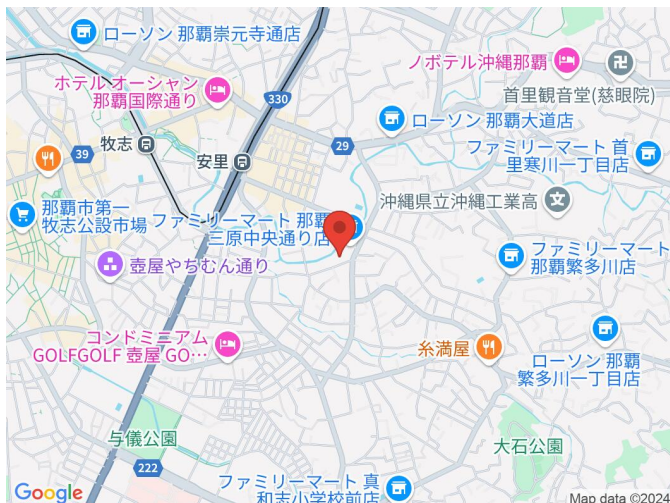 ローソン 那覇崇元寺通店
ノボテル沖縄那覇
ホテル オーシャン
那覇国際通り
330
首里観音堂(慈眼院)
卍
ローソン 那覇大道店
牧志
安里
29
39
ファミリーマート 首
里寒川一丁目店
沖縄県立沖縄工業高
文
那覇市第一
牧志公設市場
ファミリーマート 那覇
三原中央通り店
壺屋やちむん通り
ファミリーマート
那覇繁多川店
コンドミニアム
GOLFGOLF 壺屋 GO…
糸満屋
ローソン 那覇
繁多川一丁目店
与儀公園
大石公園
222
ファミリーマート 真
和志小学校前店
Google
Map data ©2024